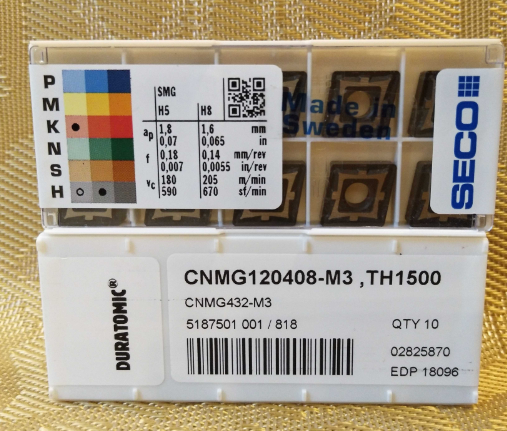 P
M
K
N
S
H
SMG
H5 H8
ap 1,8 1,6 mm
0,07 0,065 in
f 0,18 0,14 mm/rev
0,007 0,0055 in/rev
vc 180 205 m/min
590 670 sf/min
Made in
Sweden
SECO
DURATOMIC®
CNMG120408-M3 ,TH1500
CNMG432-M3
5187501 001 / 818
QTY 10
02825870
EDP 18096